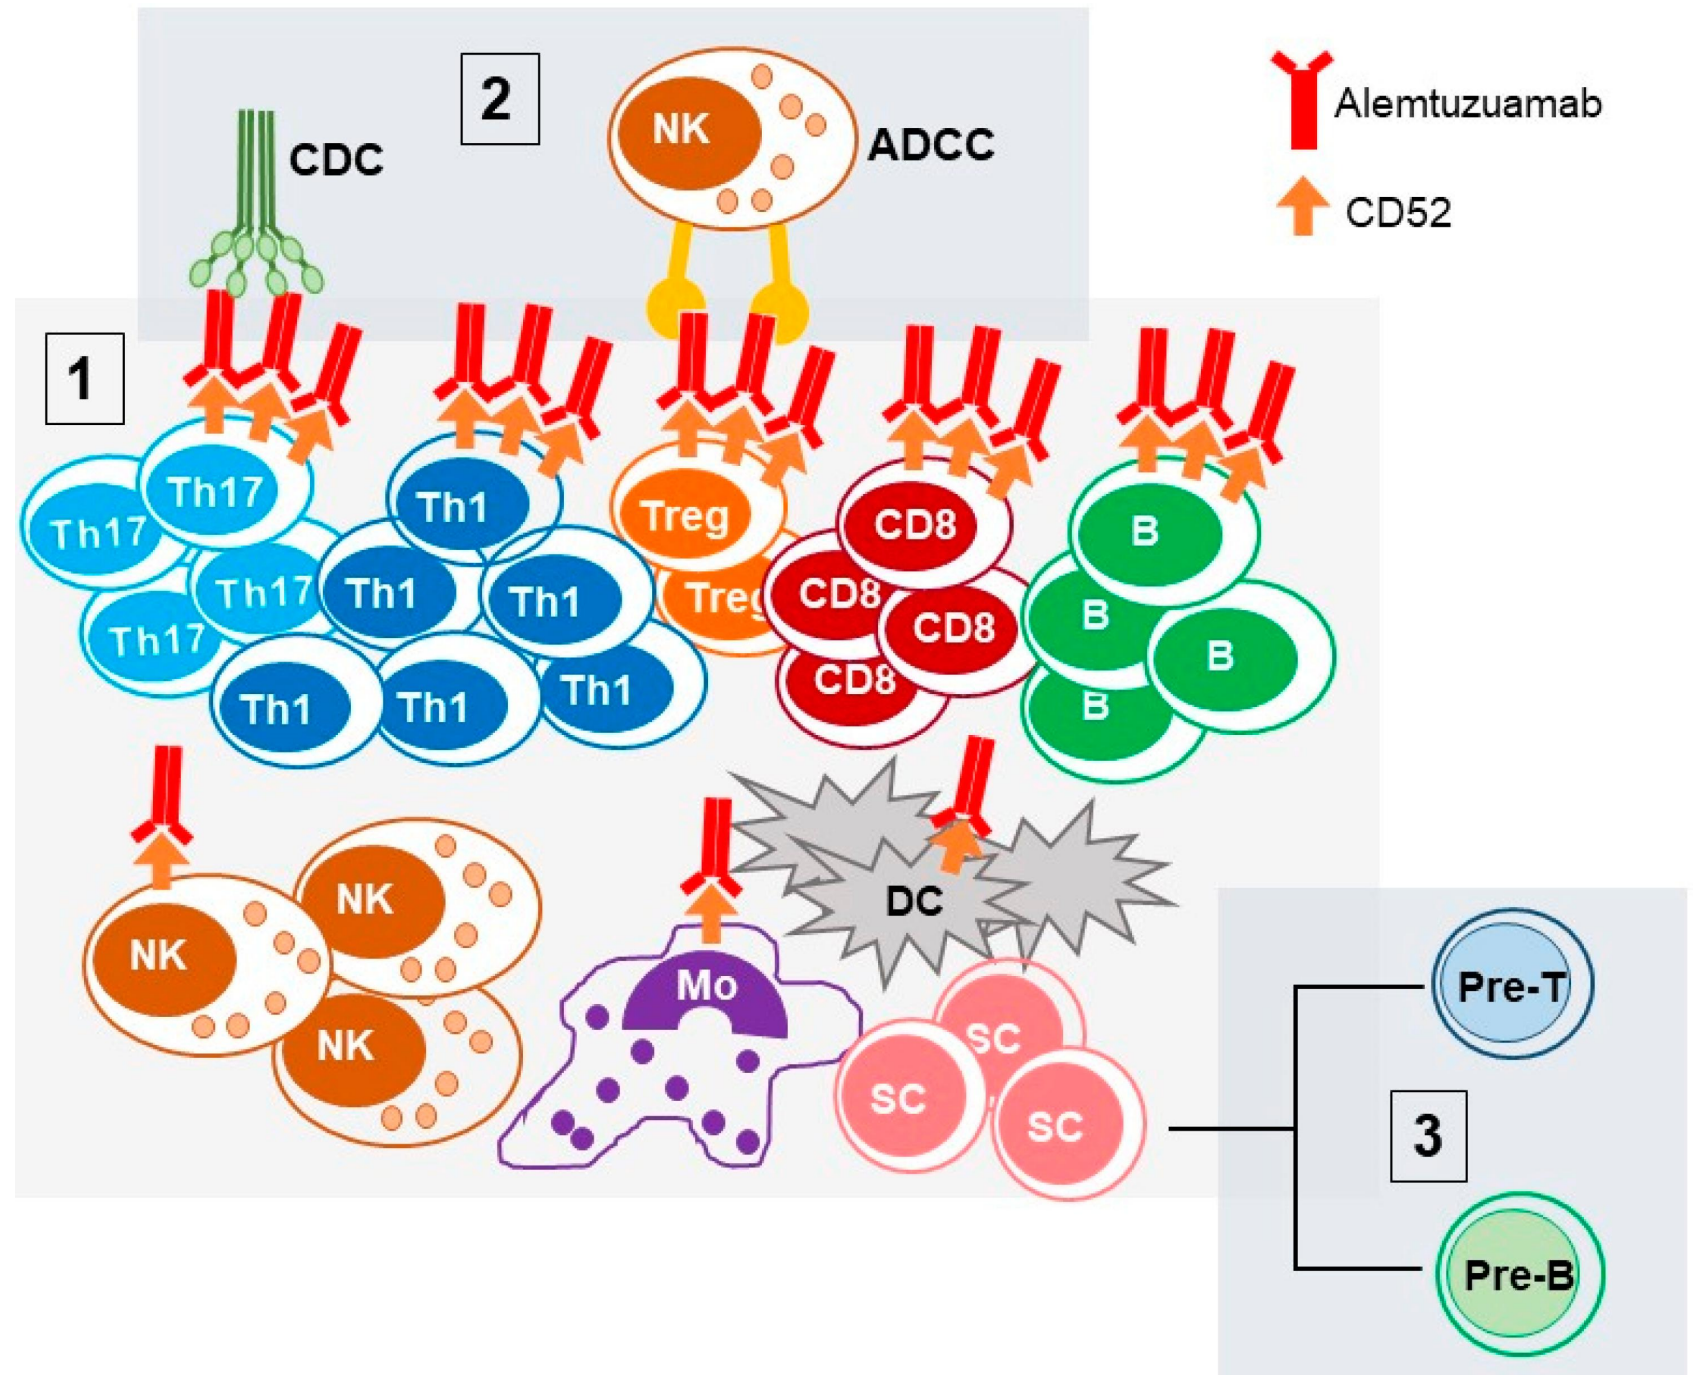 2
NK
ADCC
CDC
Alemtuzuamab
CD52
1
Th17
Th17
Th17
Th17
Th1
Th1
Th1
Th1
Th1
Th1
Treg
Treg
CD8
CD8
CD8
CD8
B
B
B
B
NK
NK
NK
Mo
DC
SC
SC
SC
Pre-T
3
Pre-B